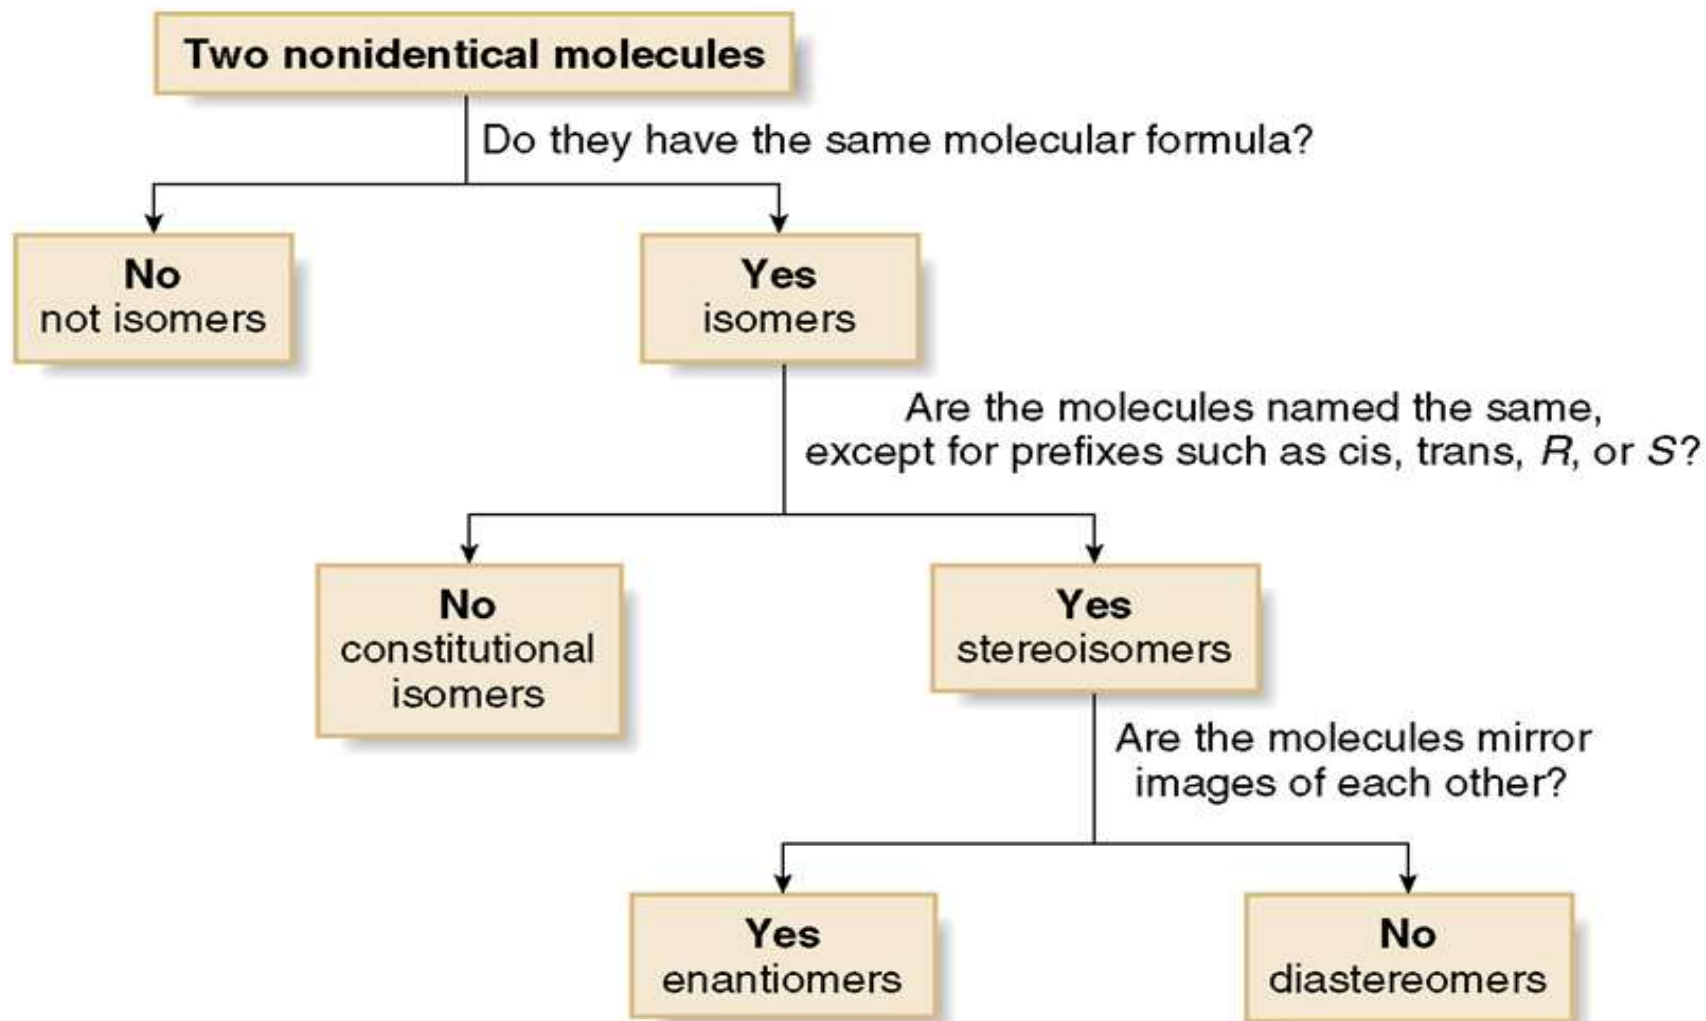 Two nonidentical molecules
Do they have the same molecular formula?
No
not isomers
Yes
isomers
Are the molecules named the same,
except for prefixes such as cis, trans, R, or S?
No
constitutional
isomers
Yes
stereoisomers
Are the molecules mirror
images of each other?
Yes
enantiomers
No
diastereomers